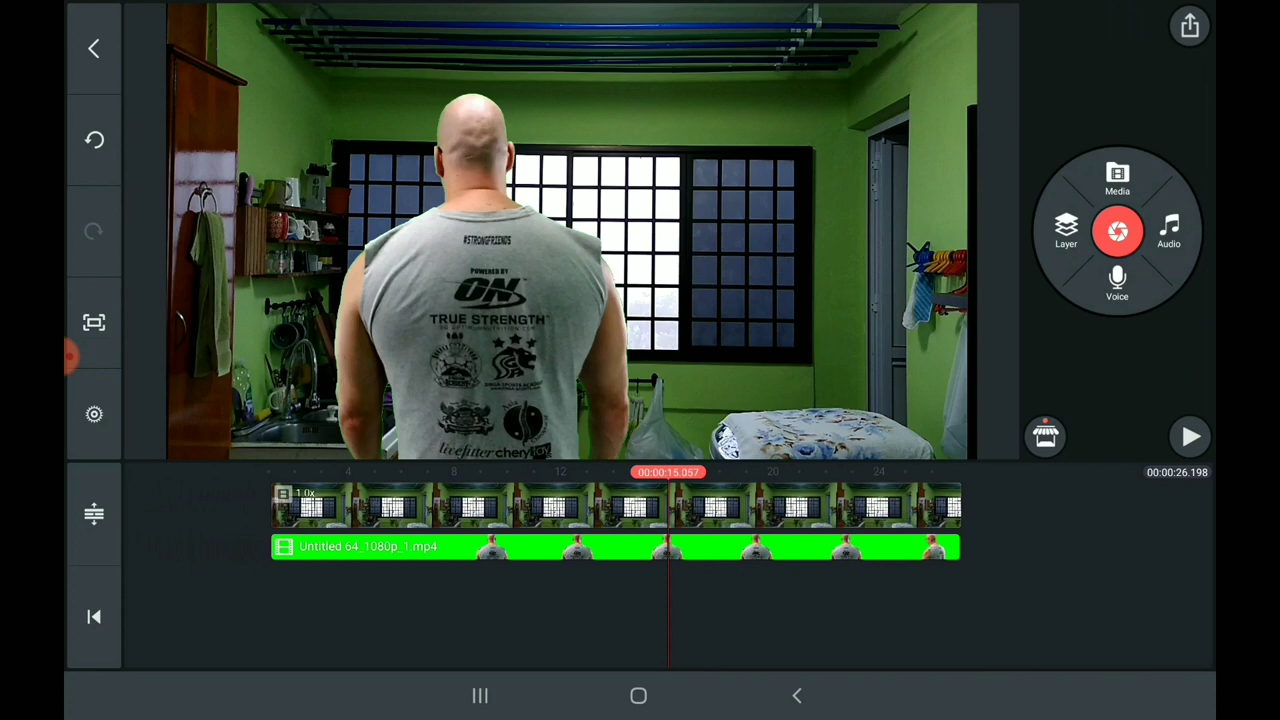 Media
Layer
Audio
Voice
#STRONGFRIENDS
POWERED BY
ON
TRUE STRENGTH
livefitter cheryl
4
8
12
00:00:15.057
20
24
00:00:26.198
1.0x
Untitled 64_1080p_1.mp4